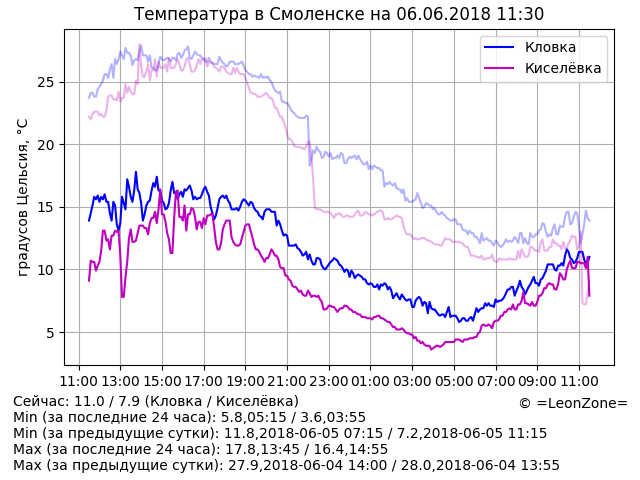 Температура в Смоленске на 06.06.2018 11:30
градусов Цельсия, °C
25
20
15
10
5
Кловка
Киселёвка
11:00 13:00 15:00 17:00 19:00 21:00 23:00 01:00 03:00 05:00 07:00 09:00 11:00
Сейчас: 11.0 / 7.9 (Кловка / Киселёвка)
© =LeonZone=
Min (за последние 24 часа): 5.8,05:15 / 3.6,03:55
Min (за предыдущие сутки): 11.8,2018-06-05 07:15 / 7.2,2018-06-05 11:15
Max (за последние 24 часа): 17.8,13:45 / 16.4,14:55
Max (за предыдущие сутки): 27.9,2018-06-04 14:00 / 28.0,2018-06-04 13:55